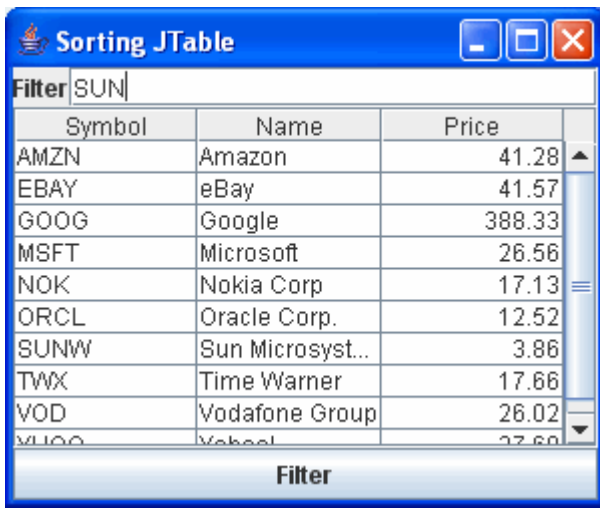 Sorting JTable
Filter SUN
Symbol Name Price
AMZN Amazon 41.28
EBAY eBay 41.57
GOOG Google 388.33
MSFT Microsoft 26.56
NOK Nokia Corp 17.13
ORCL Oracle Corp. 12.52
SUNW Sun Microsyst... 3.86
TWX Time Warner 17.66
VOD Vodafone Group 26.02
Filter